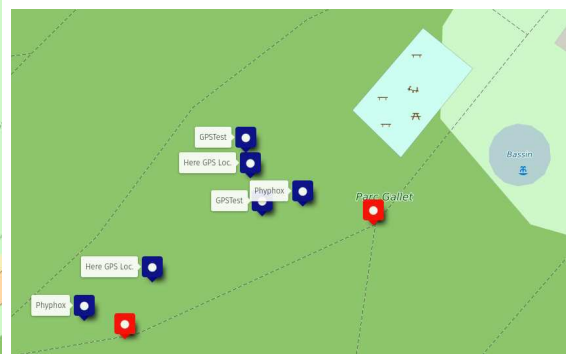 GPSTest
Bassin
Here GPS Loc.
Phyphox
Parc Gallet
GPSTest
Here GPS Loc.
Phyphox